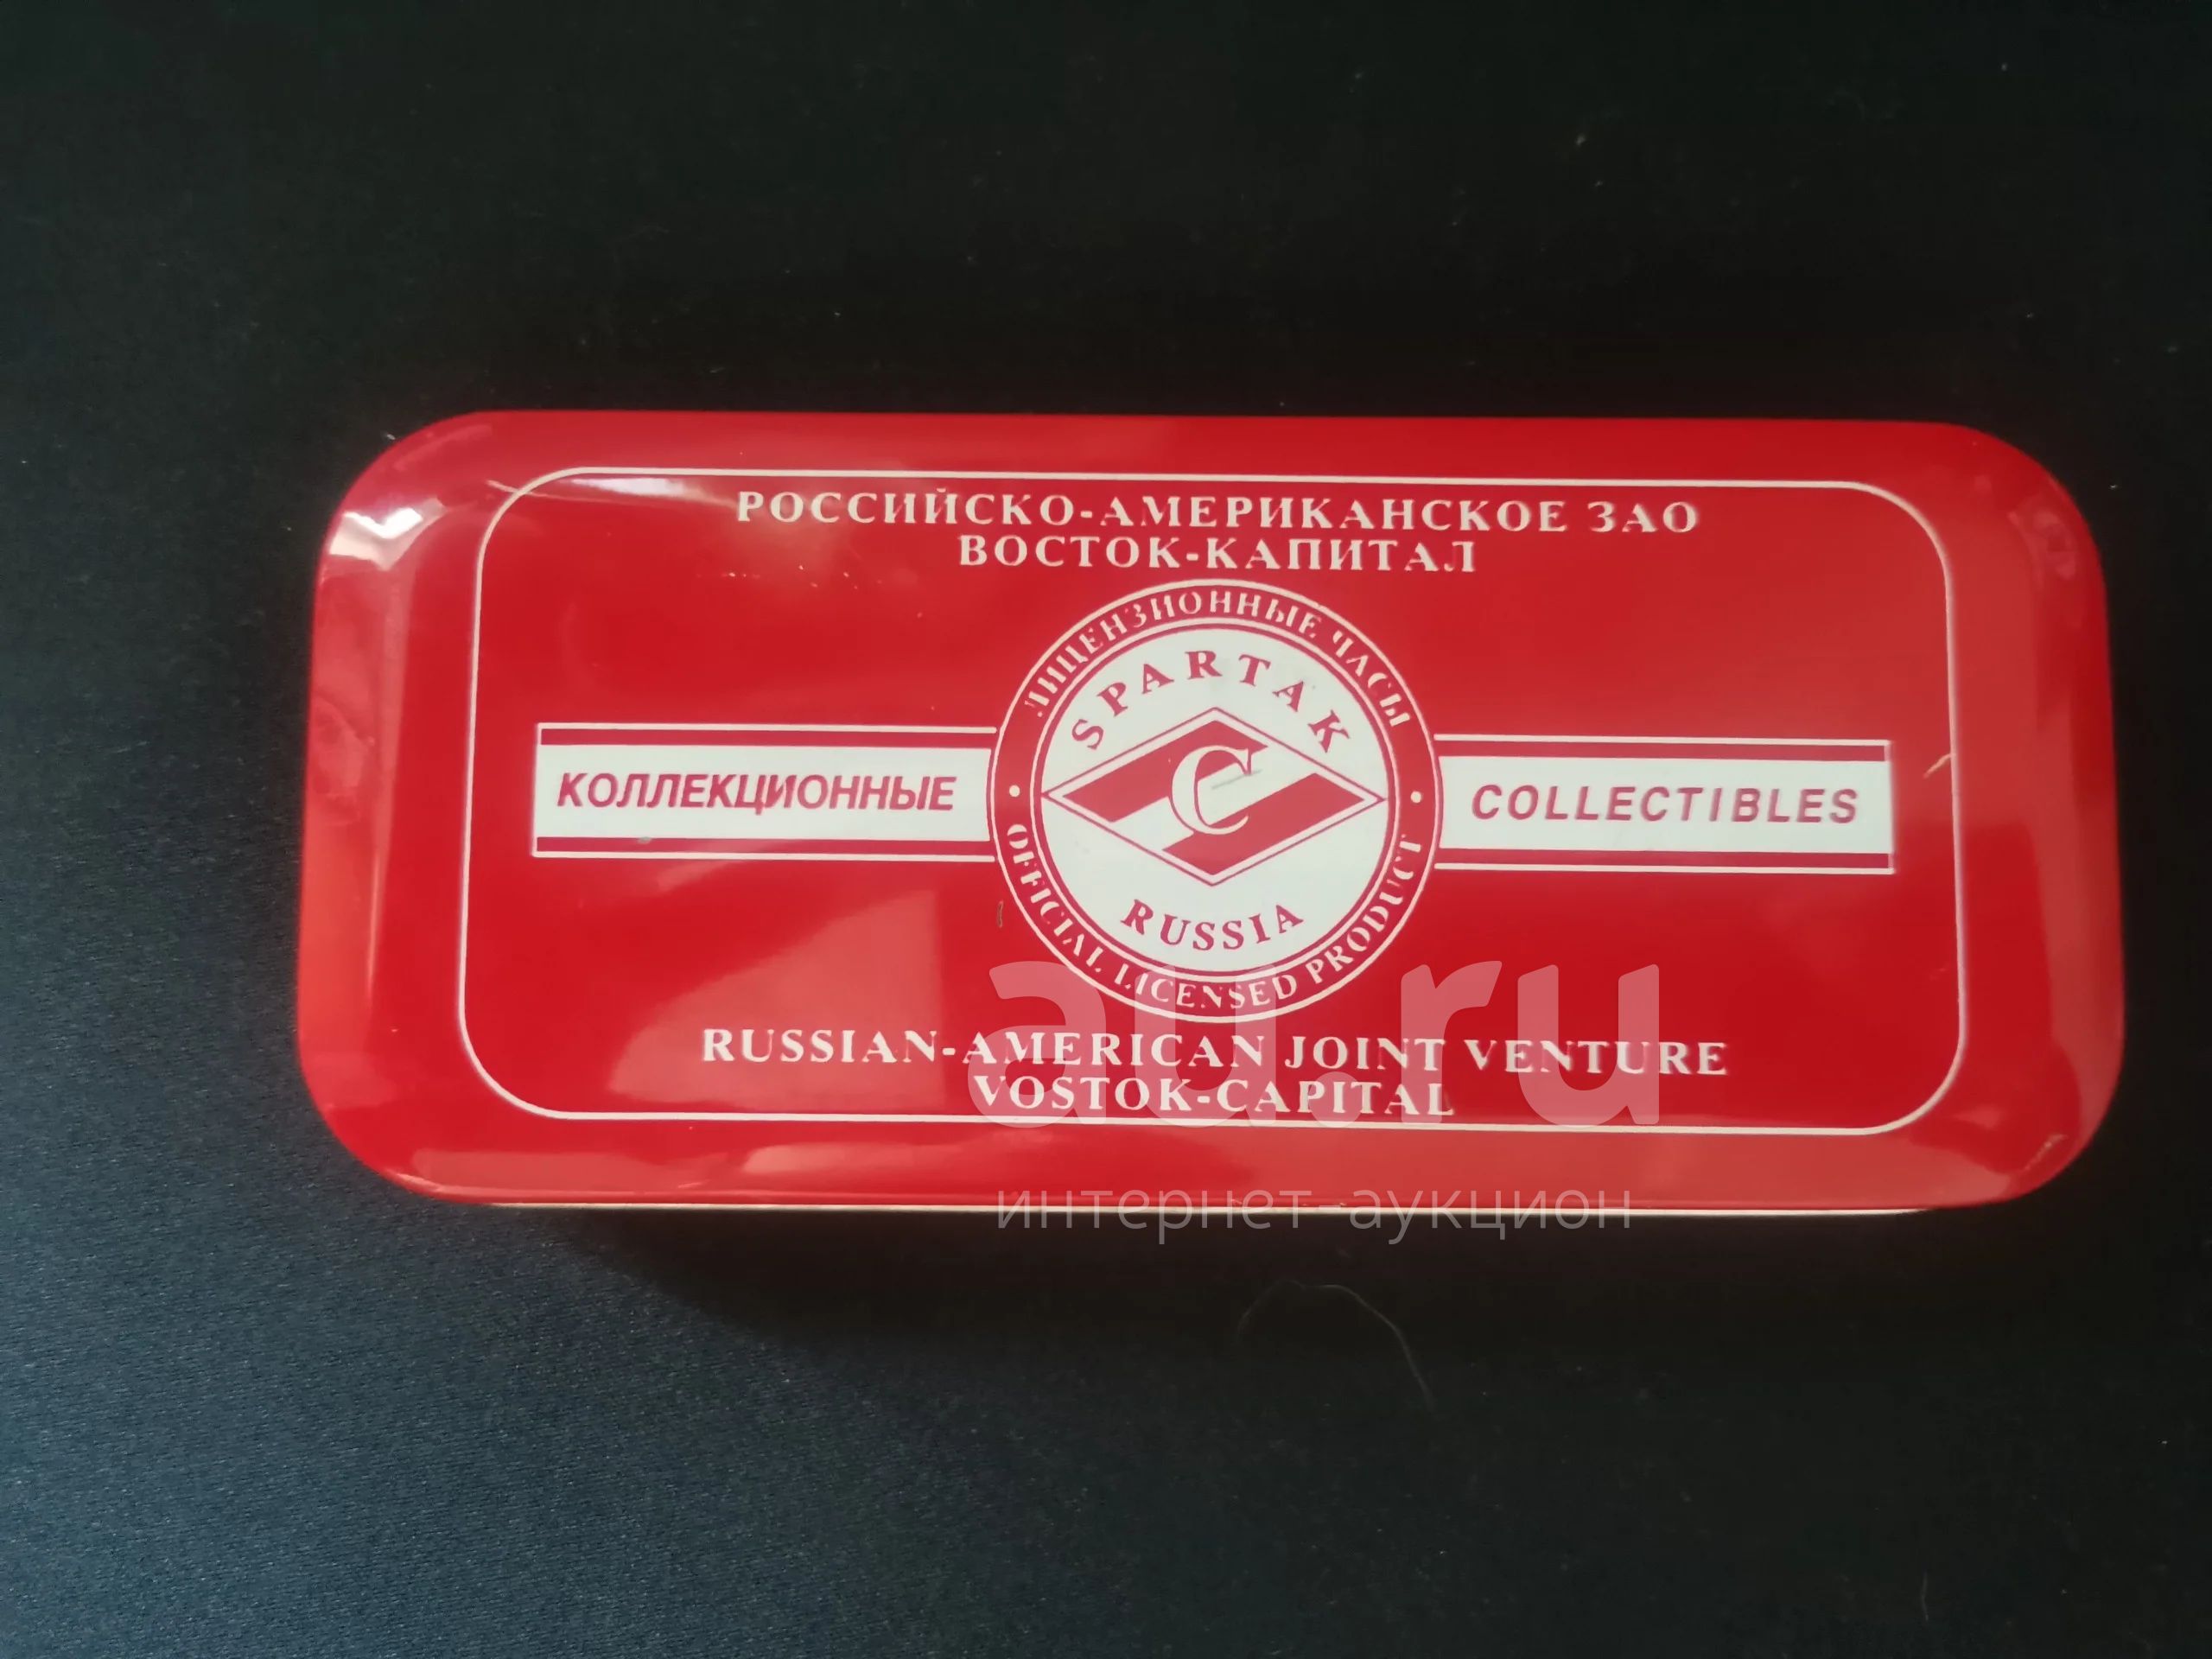 РОССИЙСКО-АМЕРИКАНСКОЕ ЗАО
ВОСТОК-КАПИТАЛ
ЛИЦЕНЗИОННЫЕ ЧАСЫ
SPARTAK
КОЛЛЕКЦИОННЫЕ
С
COLLECTIBLES
RUSSIA
OFFICIAL LICENSED PRODUCT
RUSSIAN-AMERICAN JOINT VENTURE
VOSTOK-CAPITAL
au.ru
интернет-аукцион